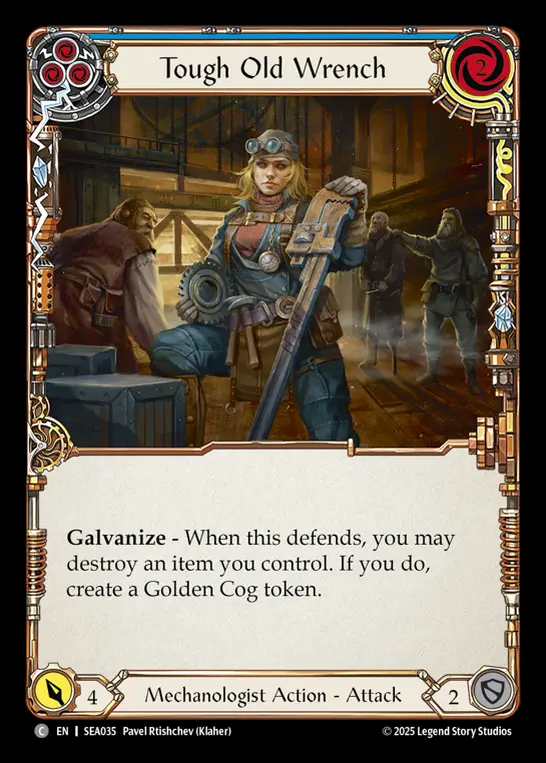 Tough Old Wrench
2
Galvanize - When this defends, you may
destroy an item you control. If you do,
create a Golden Cog token.
4
Mechanologist Action - Attack
2
C EN | SEA035 Pavel Rtishchev (Klaher)
© 2025 Legend Story Studios